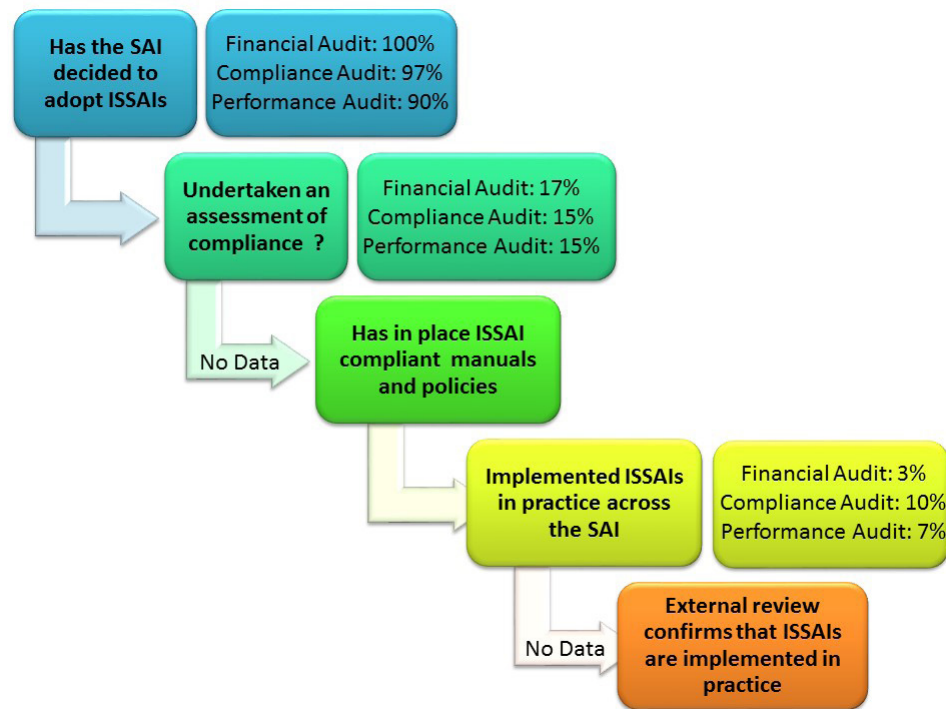 Has the SAI
decided to
adopt ISSAIs
Financial Audit: 100%
Compliance Audit: 97%
Performance Audit: 90%
Undertaken an
assessment of
compliance ?
Financial Audit: 17%
Compliance Audit: 15%
Performance Audit: 15%
No Data
Has in place ISSAI
compliant manuals
and policies
Implemented ISSAIs
in practice across
the SAI
Financial Audit: 3%
Compliance Audit: 10%
Performance Audit: 7%
No Data
External review
confirms that ISSAIs
are implemented in
practice